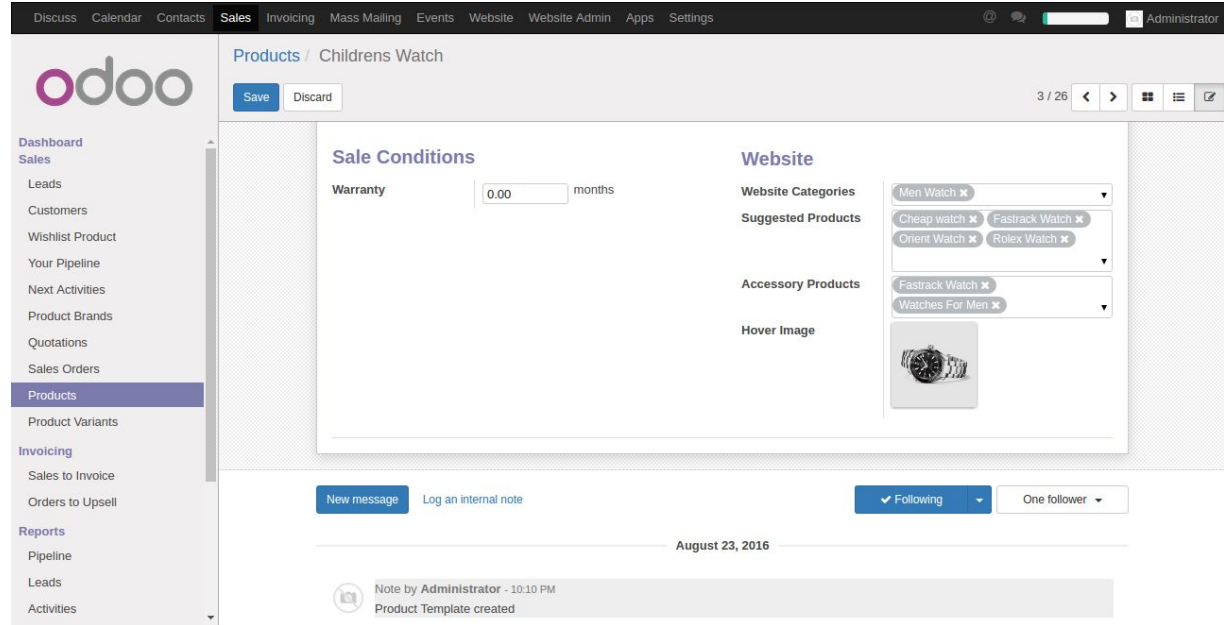 Discuss Calendar Contacts Sales Invoicing Mass Mailing Events Website Website Admin Apps Settings @ Administrator
odoo
Products / Childrens Watch
Save Discard 3 / 26
Dashboard
Sales
Leads
Customers
Wishlist Product
Your Pipeline
Next Activities
Product Brands
Quotations
Sales Orders
Products
Product Variants
Invoicing
Sales to Invoice
Orders to Upsell
Reports
Pipeline
Leads
Activities
Sale Conditions
Warranty 0.00 months
Website
Website Categories Men Watch ✖
Suggested Products Cheap watch ✖ Fastrack Watch ✖
Orient Watch ✖ Rolex Watch ✖
Accessory Products Fastrack Watch ✖
Watches For Men ✖
Hover Image
New message Log an internal note Following One follower
August 23, 2016
Note by Administrator - 10:10 PM
Product Template created